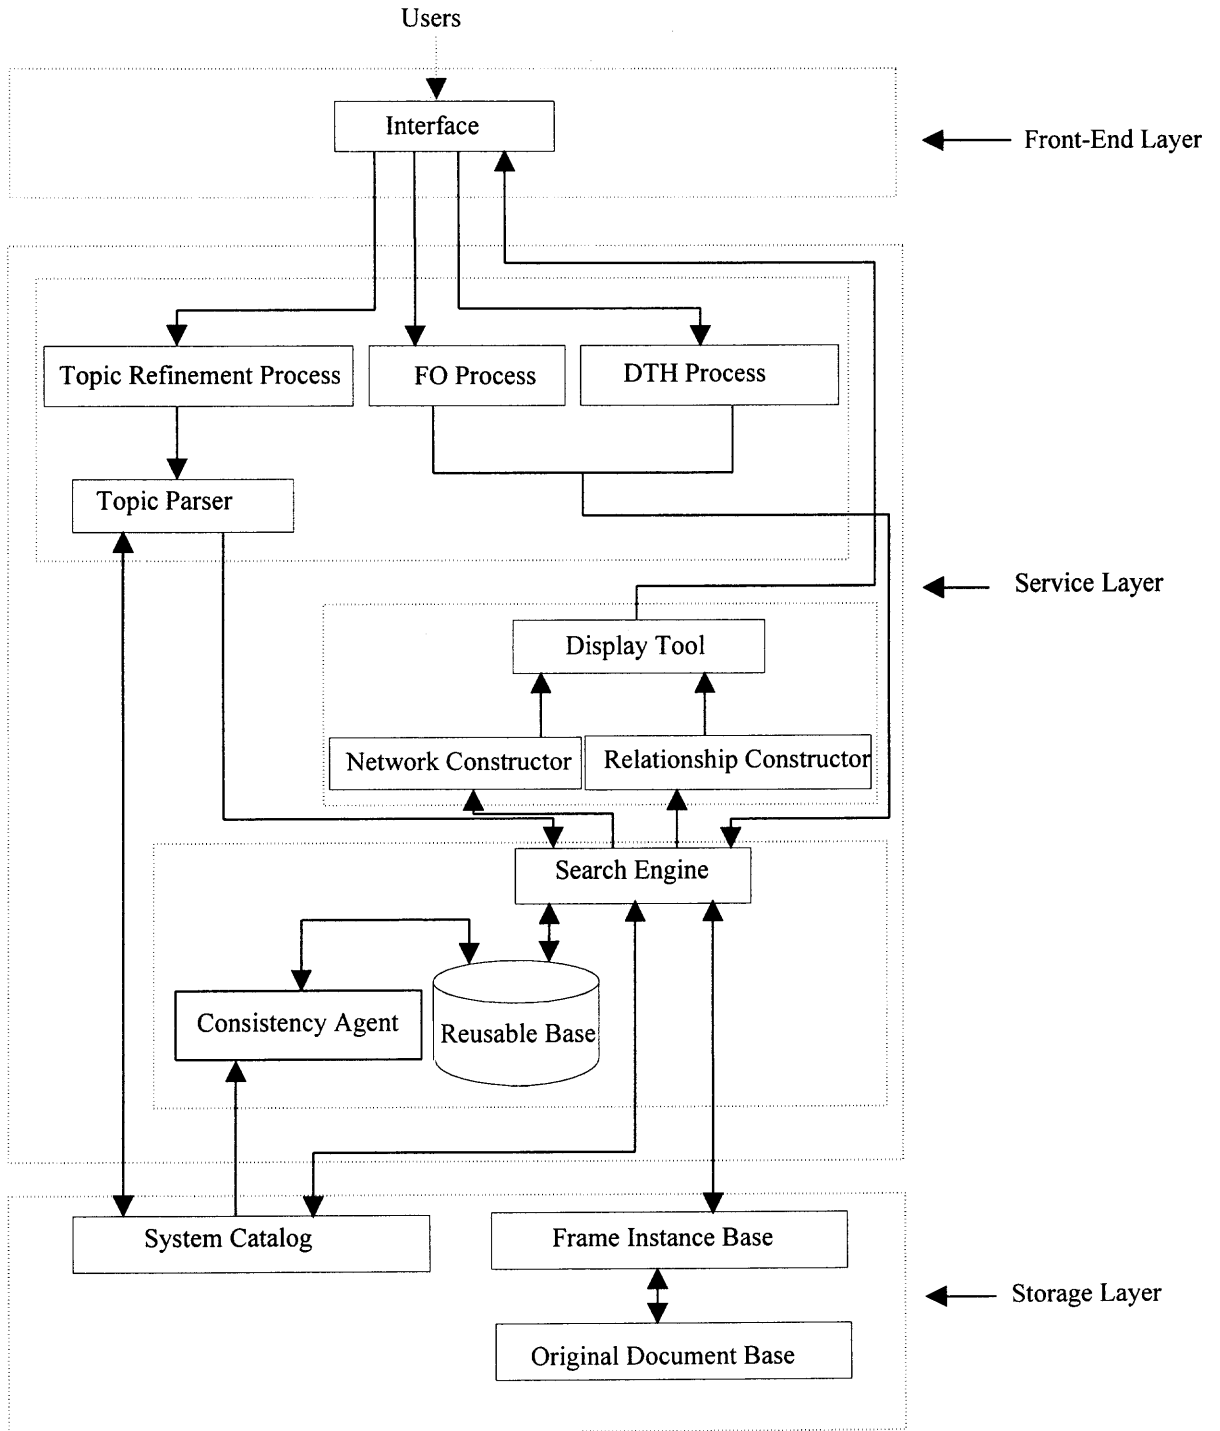 Users
Interface
Front-End Layer
Topic Refinement Process
FO Process
DTH Process
Topic Parser
Service Layer
Display Tool
Network Constructor
Relationship Constructor
Search Engine
Consistency Agent
Reusable Base
System Catalog
Frame Instance Base
Storage Layer
Original Document Base